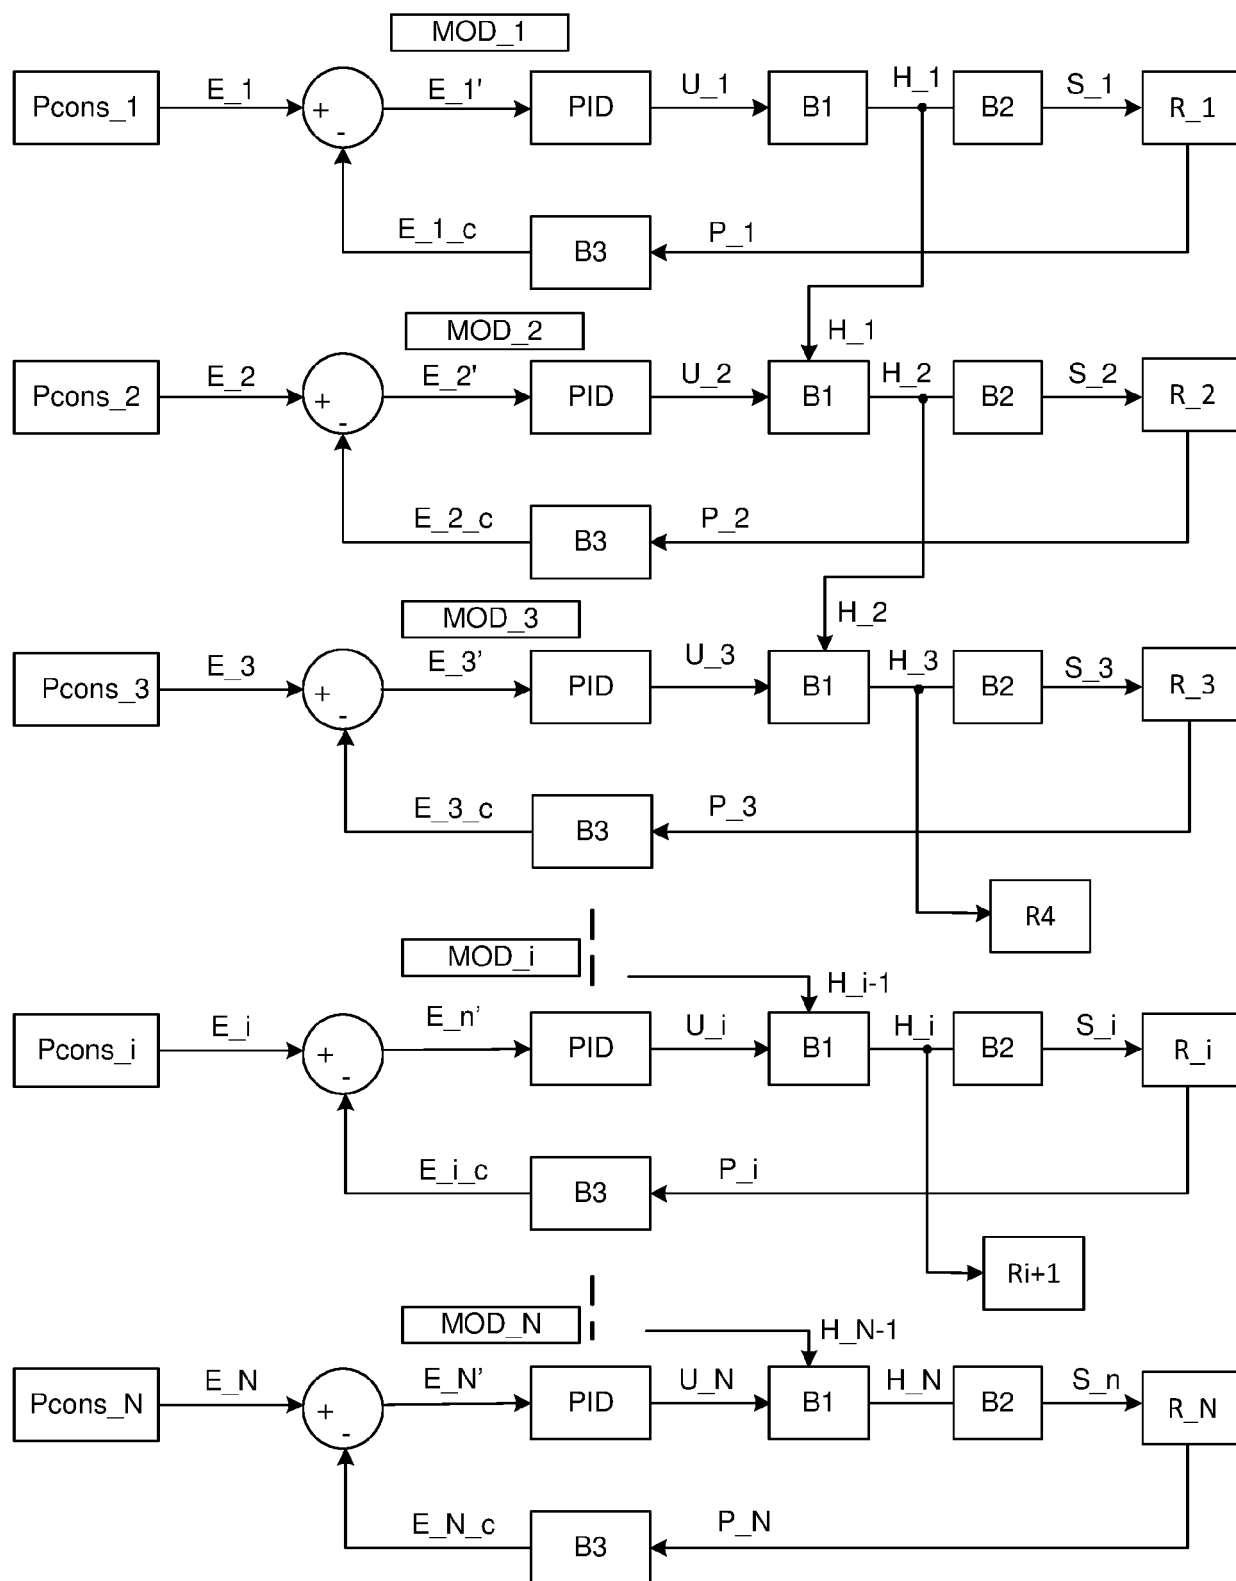 MOD_1
Pcons_1 E_1 + - E_1' PID U_1 B1 H_1 B2 S_1 R_1
E_1_c B3 P_1
H_1
MOD_2
Pcons_2 E_2 + - E_2' PID U_2 B1 H_2 B2 S_2 R_2
E_2_c B3 P_2
H_2
MOD_3
Pcons_3 E_3 + - E_3' PID U_3 B1 H_3 B2 S_3 R_3
E_3_c B3 P_3
R4
MOD_i
H_i-1
Pcons_i E_i + - E_n' PID U_i B1 H_i B2 S_i R_i
E_i_c B3 P_i
Ri+1
MOD_N
H_N-1
Pcons_N E_N + - E_N' PID U_N B1 H_N B2 S_n R_N
E_N_c B3 P_N